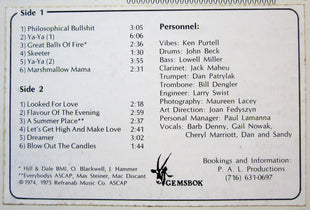 Side 1
1) Philosophical Bullshit 3:05
2) Ya-Ya (1) 6:06
3) Great Balls Of Fire* 2:34
4) Skeeter 1:30
5) Ya-Ya (2) 3:55
6) Marshmallow Mama 4:41
Side 2
1) Looked For Love 2:18
2) Flavour Of The Evening 2:59
3) A Summer Place** 2:37
4) Let's Get High And Make Love 2:29
5) Dreamer 3:02
6) Blow Out The Candles 1:44
* Hill & Dale BMI, O. Blackwell, J. Hammer
**Everybodys ASCAP, Max Steiner, Mac Discant
© 1974, 1975 Refranab Music Co. ASCAP
Personnel:
Vibes: Ken Purtell
Drums: John Beck
Bass: Lowell Miller
Clarinet: Jack Maheu
Trumpet: Dan Patrylak
Trombone: Bill Dengler
Engineer: Larry Swist
Photography: Maureen Lacey
Art Direction: Joan Fedyszyn
Personal Manager: Paul Lamanna
Vocals: Barb Denny, Gail Nowak,
Cheryl Marriott, Dan and Sandy
GEMSBOK
Bookings and Information:
P. A. L. Productions
(716) 631-0697